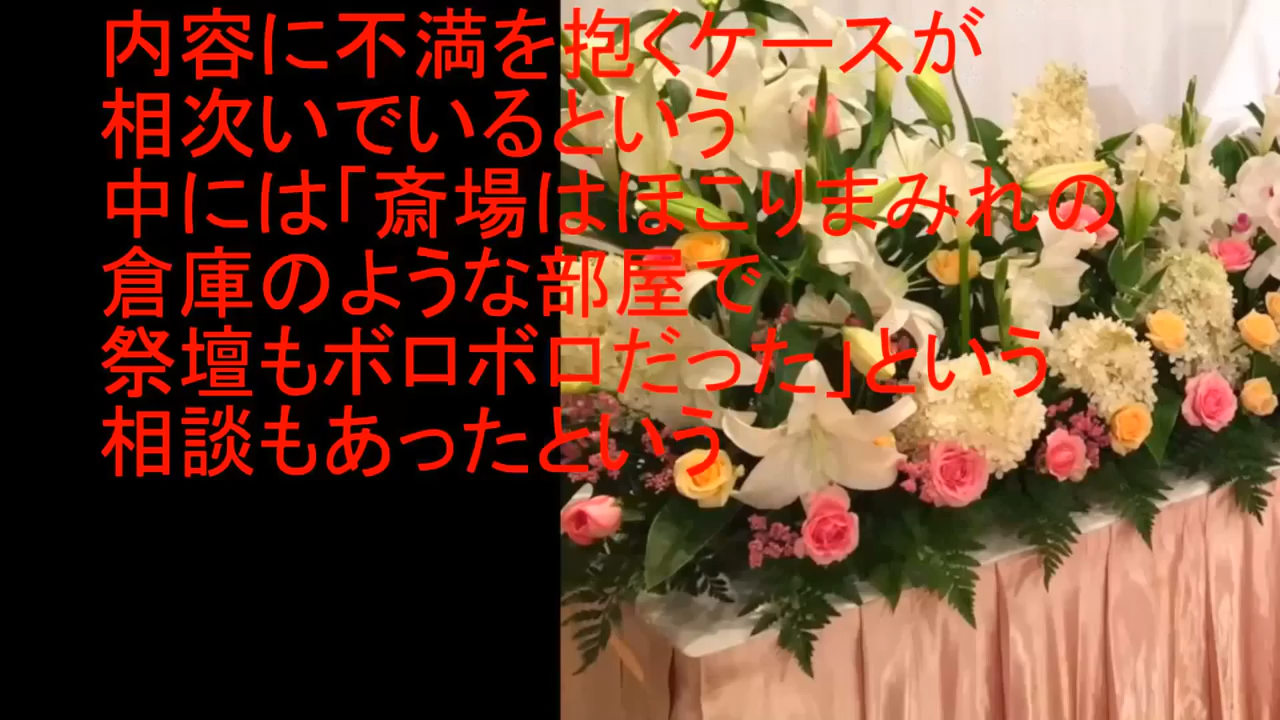 内容に不満を抱くケースが
相次いでいるという
中には「斎場はほこりまみれの
倉庫のような部屋で
祭壇もボロボロだった」という
相談もあったという